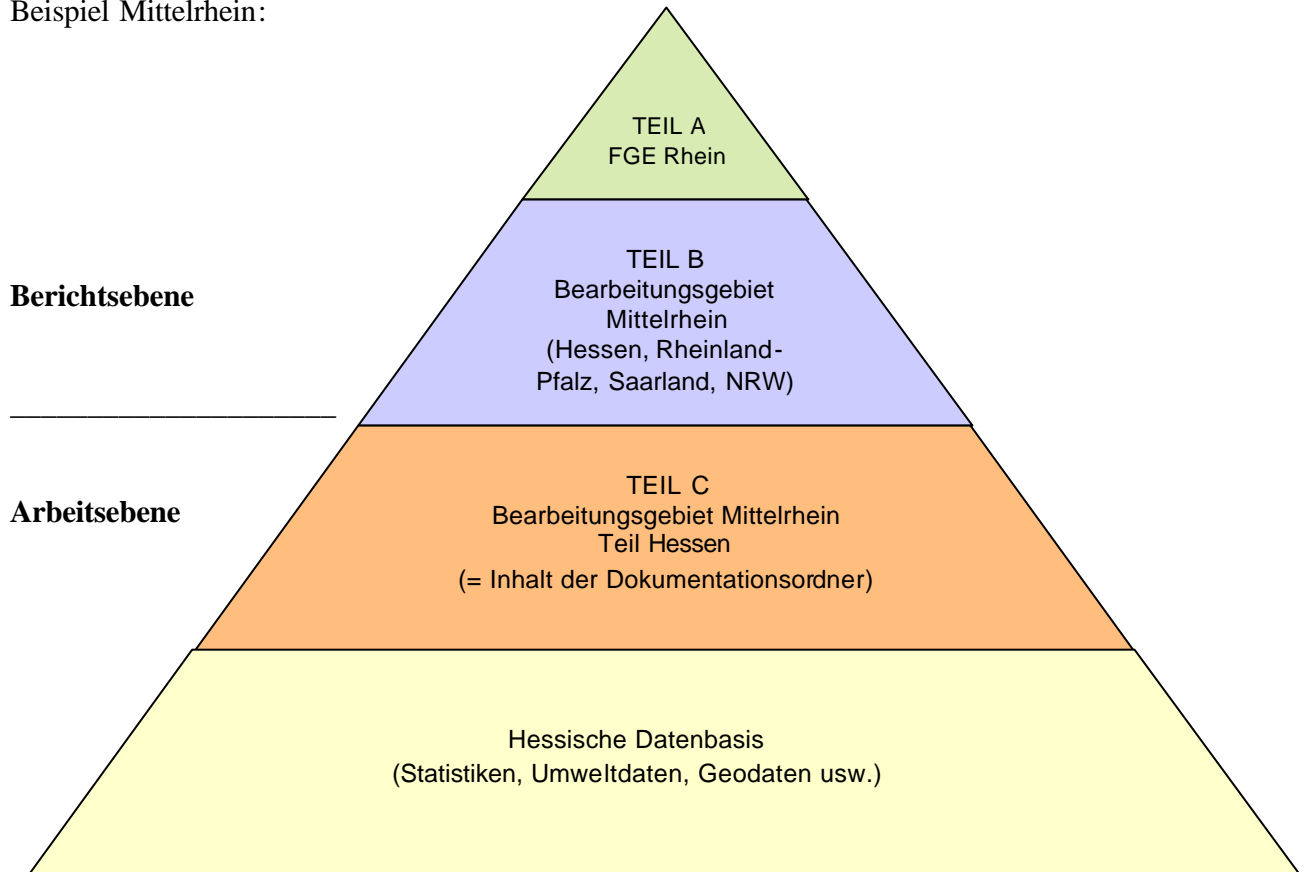 Beispiel Mittelrhein:
TEIL A
FGE Rhein
TEIL B
Bearbeitungsgebiet
Mittelrhein
(Hessen, Rheinland-
Pfalz, Saarland, NRW)
Berichtsebene
Arbeitsebene
TEIL C
Bearbeitungsgebiet Mittelrhein
Teil Hessen
(= Inhalt der Dokumentationsordner)
Hessische Datenbasis
(Statistiken, Umweltdaten, Geodaten usw.)